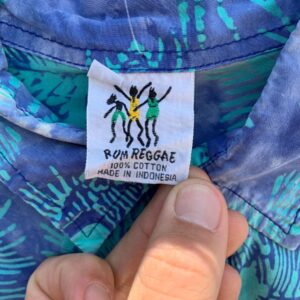 RUM REGGAE
100% COTTON
MADE IN INDONESIA